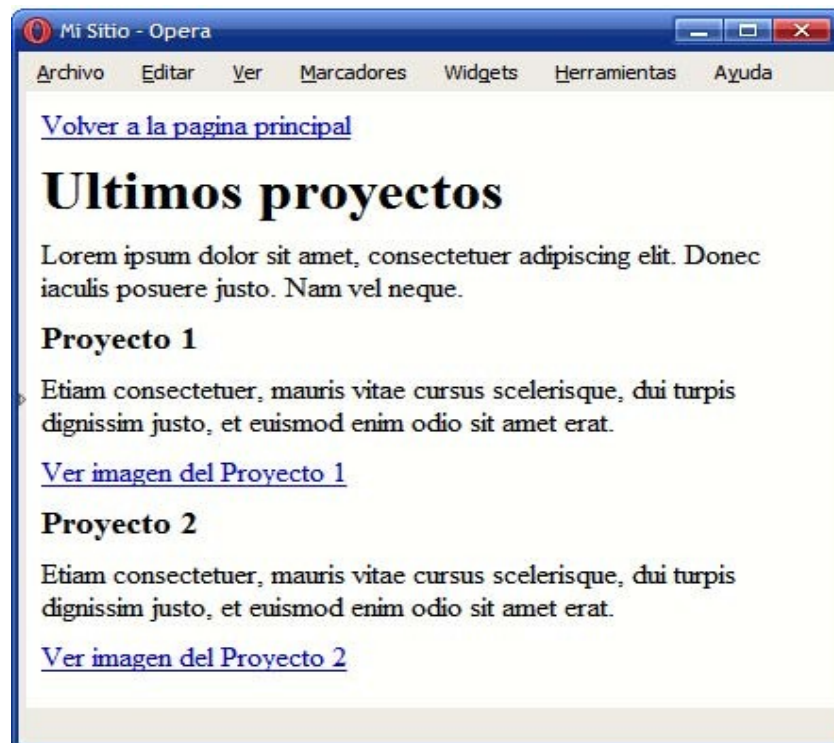 Mi Sitio - Opera
Archivo Editar Ver Marcadores Widgets Herramientas Ayuda
Volver a la pagina principal
Ultimos proyectos
Lorem ipsum dolor sit amet, consectetuer adipiscing elit. Donec
iaculis posuere justo. Nam vel neque.
Proyecto 1
Etiam consectetuer, mauris vitae cursus scelerisque, dui turpis
dignissim justo, et euismod enim odio sit amet erat.
Ver imagen del Proyecto 1
Proyecto 2
Etiam consectetuer, mauris vitae cursus scelerisque, dui turpis
dignissim justo, et euismod enim odio sit amet erat.
Ver imagen del Proyecto 2